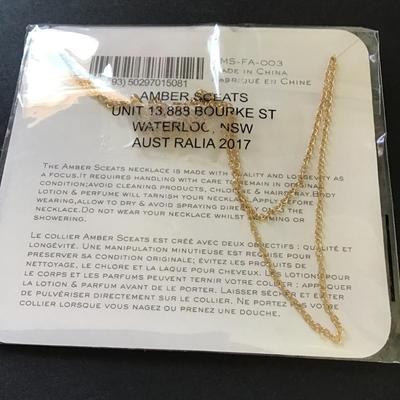 MS-FA-003
MADE IN CHINA
FABRIQUÉ EN CHINE
93) 50297015081
AMBER SCEATS
UNIT 13,888 BOURKE ST
WATERLOO, NSW
AUSTRALIA 2017
THE AMBER SCEATS NECKLACE IS MADE WITH QUALITY AND LONGEVITY AS
A FOCUS.IT REQUIRES HANDLING WITH CARE TO REMAIN IN ORIGINAL
CONDITION;AVOID CLEANING PRODUCTS, CHLORINE & HAIRSPRAY.BODY
LOTION & PERFUME WILL TARNISH YOUR NECKLACE.APPLY BEFORE
WEARING,ALLOW TO DRY & AVOID SPRAYING DIRECTLY TO THE
NECKLACE.DO NOT WEAR YOUR NECKLACE WHILST SWIMMING OR
SHOWERING.
LE COLLIER AMBER SCEATS EST CRÉÉ AVEC DEUX OBJECTIFS : QUALITÉ ET
LONGÉVITÉ. UNE MANIPULATION MINUTIEUSE EST REQUISE POUR
PRESERVER SA CONDITION ORIGINALE; ÉVITEZ LES PRODUITS DE
NETTOYAGE, LE CHLORE ET LA LAQUE POUR CHEVEUX. LES LOTIONS POUR
LE CORPS ET LES PARFUMS PEUVENT TERNIR VOTRE COLLIER : APPLIQUER
LA LOTION & PARFUM AVANT DE LE PORTER. LAISSER SÉCHER ET ÉVITER
DE PULVÉRISER DIRECTEMENT SUR LE COLLIER. NE PORTEZ PAS VOTRE
COLLIER LORSQUE VOUS NAGEZ OU PRENEZ UNE DOUCHE.